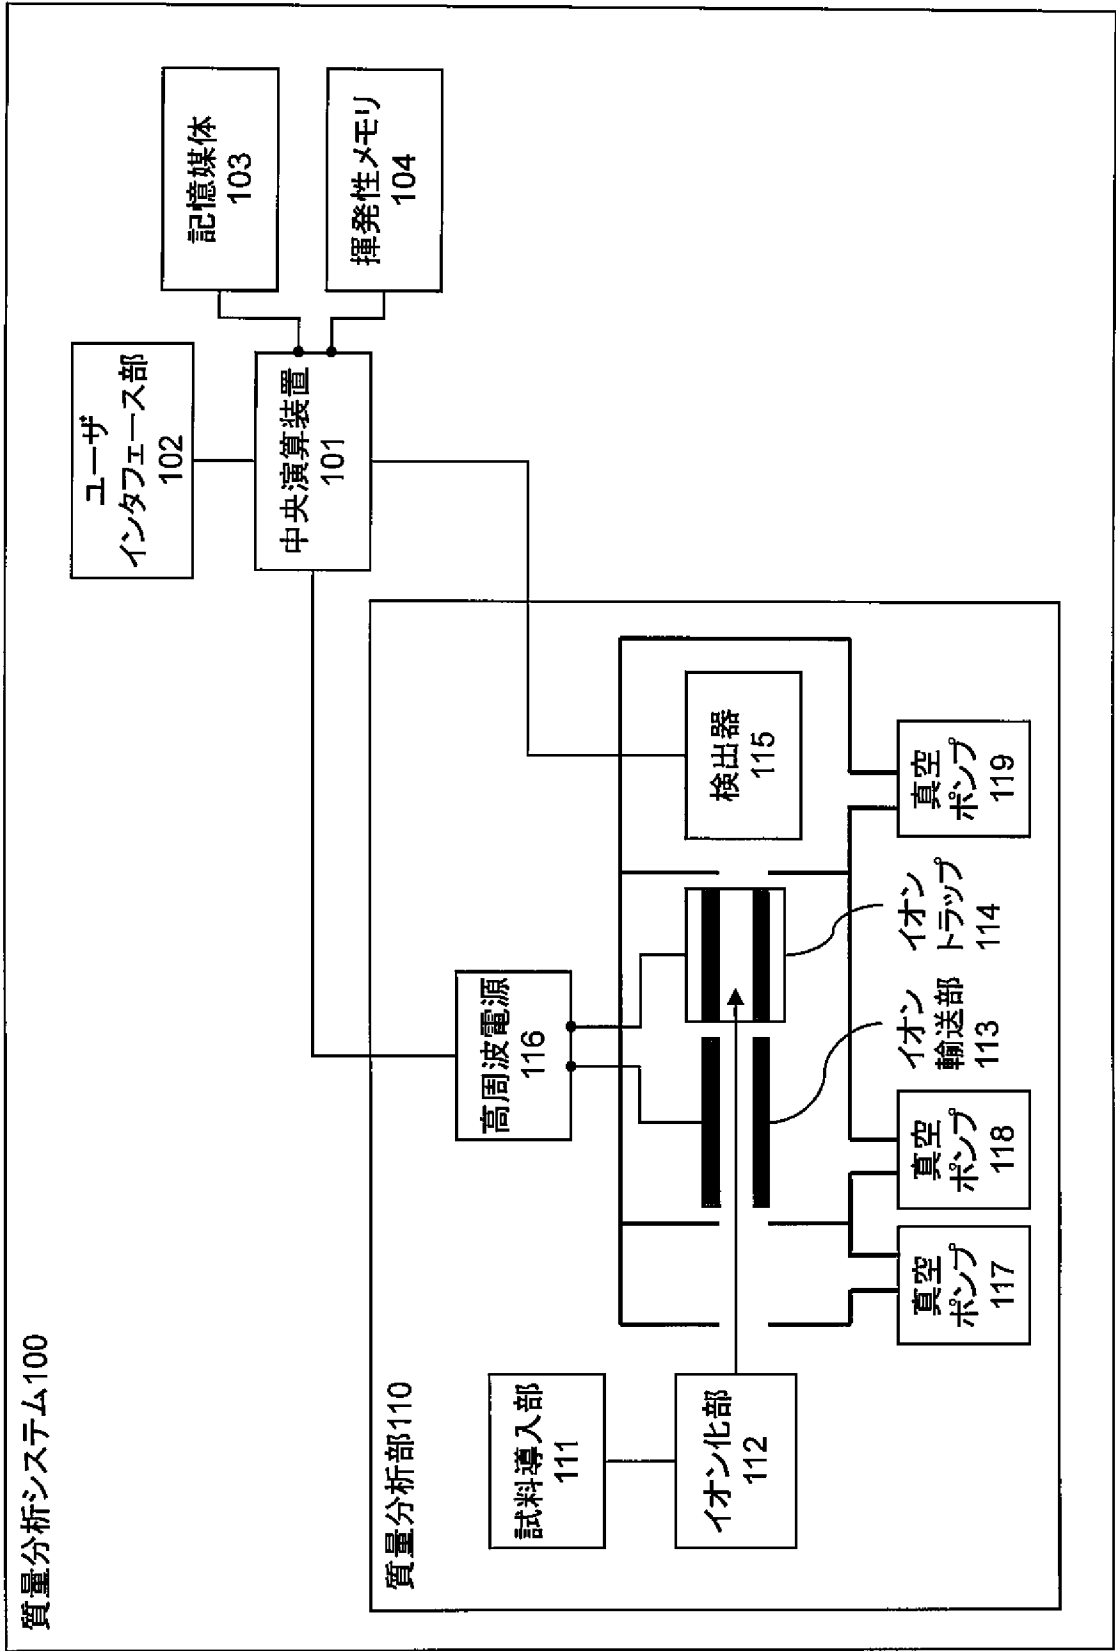 質量分析システム100
ユーザ
インタフェース部
102
記憶媒体
103
中央演算装置
101
揮発性メモリ
104
質量分析部110
高周波電源
116
試料導入部
111
イオン化部
112
検出器
115
真空
ポンプ
117
真空
ポンプ
118
イオン
輸送部
113
イオン
トラップ
114
真空
ポンプ
119